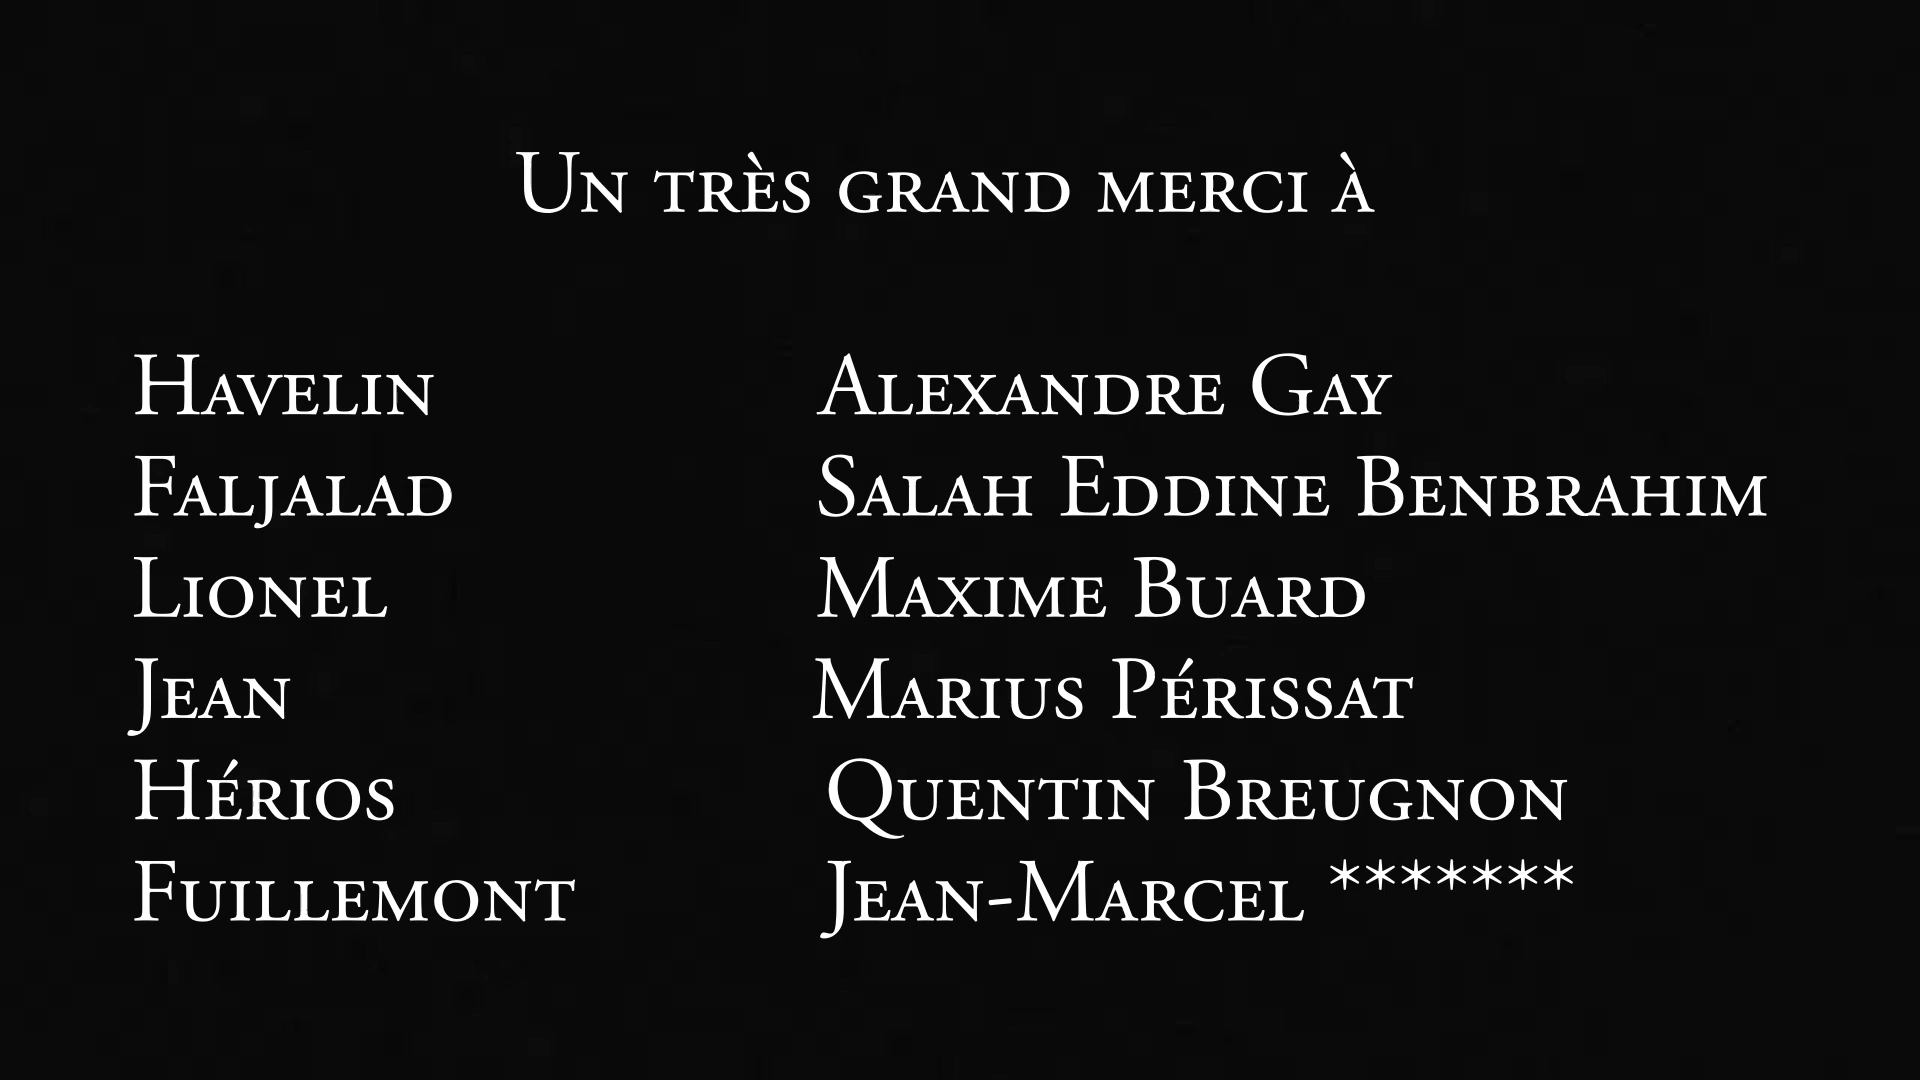 Un très grand merci à
Havelin Alexandre Gay
Faljalad Salah Eddine Benbrahim
Lionel Maxime Buard
Jean Marius Périssat
Hérios Quentin Breugnon
Fuillemont Jean-Marcel *******